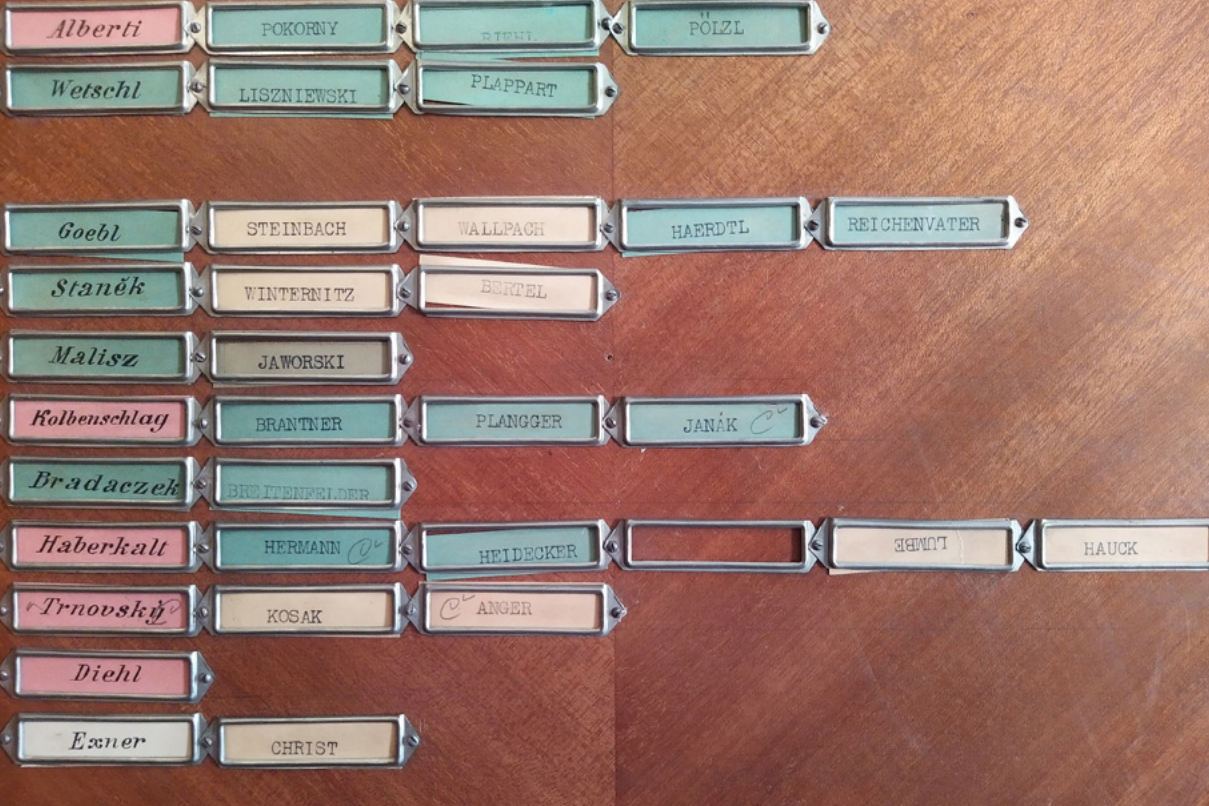 Alberti POKORNY RIEHL PÖLZL
Wetschl LISZNIEWSKI PLAPPART
Goebl STEINBACH WALLPACH HAERDTL REICHENVATER
Staněk WINTERNITZ BERTEL
Malisz JAWORSKI
Kolbenschlag BRANTNER PLANGGER JANÁK
Bradaczek BREITENFELDER
Haberkalt HERMANN HEIDECKER LUMBE HAUCK
Trnovský KOSAK ANGER
Diehl
Exner CHRIST